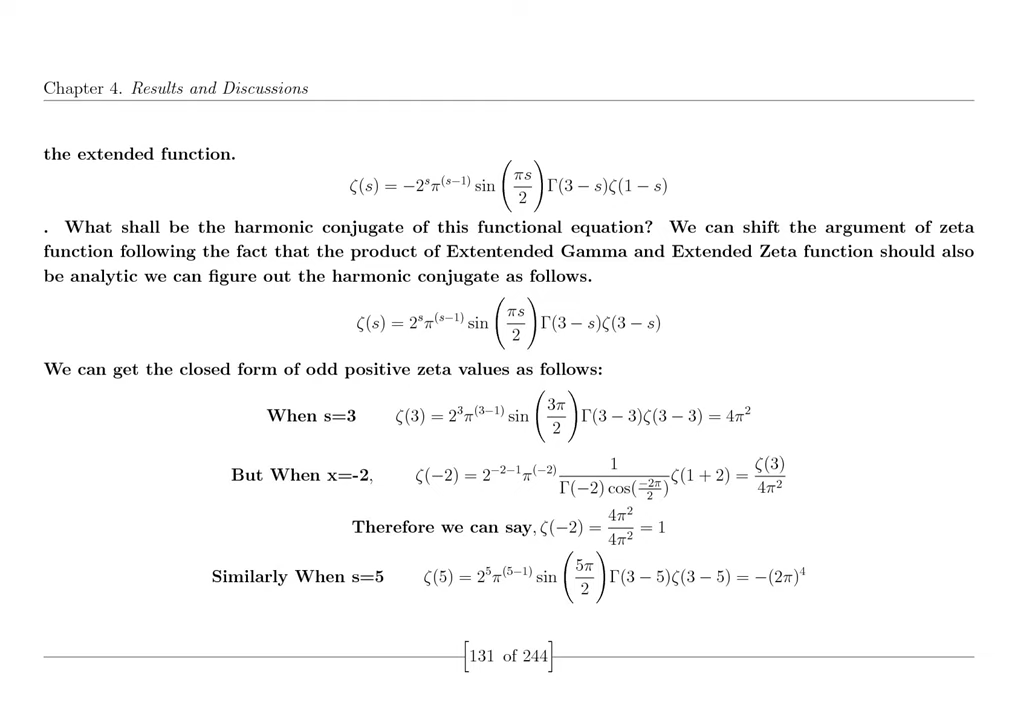 Chapter 4. Results and Discussions
the extended function.
ζ(s) = −2^s π^(s−1) sin(πs/2) Γ(3 − s)ζ(1 − s)
. What shall be the harmonic conjugate of this functional equation? We can shift the argument of zeta
function following the fact that the product of Extentended Gamma and Extended Zeta function should also
be analytic we can figure out the harmonic conjugate as follows.
ζ(s) = 2^s π^(s−1) sin(πs/2) Γ(3 − s)ζ(3 − s)
We can get the closed form of odd positive zeta values as follows:
When s=3 ζ(3) = 2^3 π^(3−1) sin(3π/2) Γ(3 − 3)ζ(3 − 3) = 4π^2
But When x=-2, ζ(−2) = 2^−2−1 π^(−2) 1/(Γ(−2) cos(−2π/2)) ζ(1 + 2) = ζ(3)/4π^2
Therefore we can say, ζ(−2) = 4π^2/4π^2 = 1
Similarly When s=5 ζ(5) = 2^5 π^(5−1) sin(5π/2) Γ(3 − 5)ζ(3 − 5) = −(2π)^4
[131 of 244]